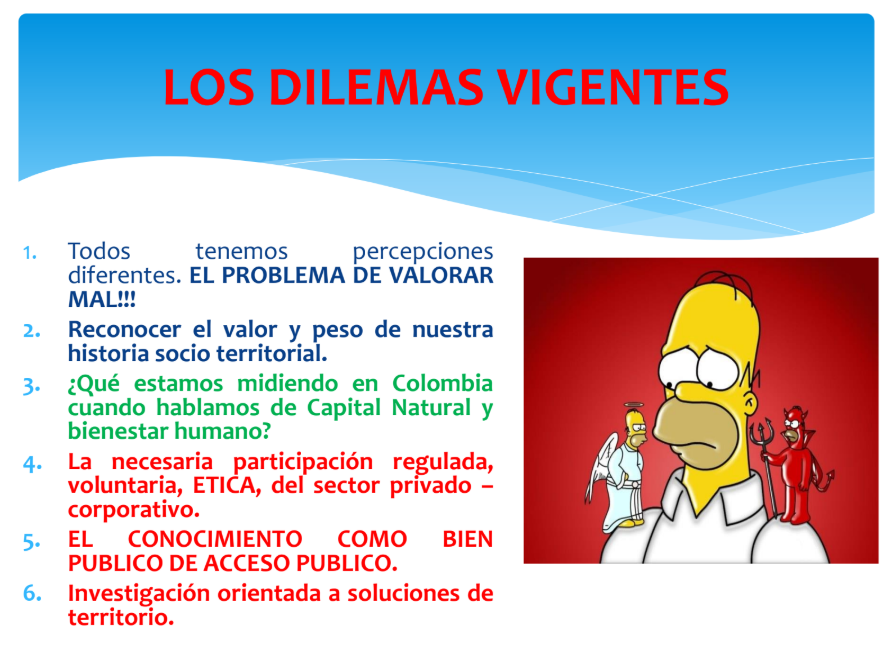 LOS DILEMAS VIGENTES
1. Todos tenemos percepciones
diferentes. EL PROBLEMA DE VALORAR
MAL!!!
2. Reconocer el valor y peso de nuestra
historia socio territorial.
3. ¿Qué estamos midiendo en Colombia
cuando hablamos de Capital Natural y
bienestar humano?
4. La necesaria participación regulada,
voluntaria, ETICA, del sector privado –
corporativo.
5. EL CONOCIMIENTO COMO BIEN
PUBLICO DE ACCESO PUBLICO.
6. Investigación orientada a soluciones de
territorio.